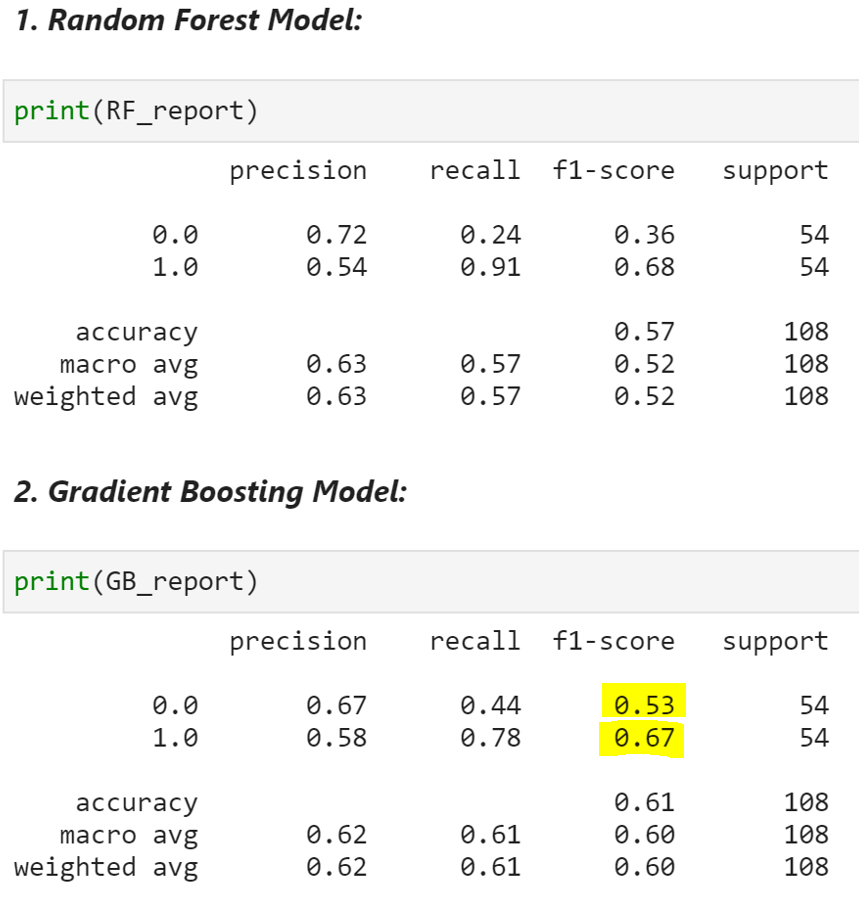 1. Random Forest Model:
print(RF_report)
precision recall f1-score support
0.0 0.72 0.24 0.36 54
1.0 0.54 0.91 0.68 54
accuracy 0.57 108
macro avg 0.63 0.57 0.52 108
weighted avg 0.63 0.57 0.52 108
2. Gradient Boosting Model:
print(GB_report)
precision recall f1-score support
0.0 0.67 0.44 0.53 54
1.0 0.58 0.78 0.67 54
accuracy 0.61 108
macro avg 0.62 0.61 0.60 108
weighted avg 0.62 0.61 0.60 108